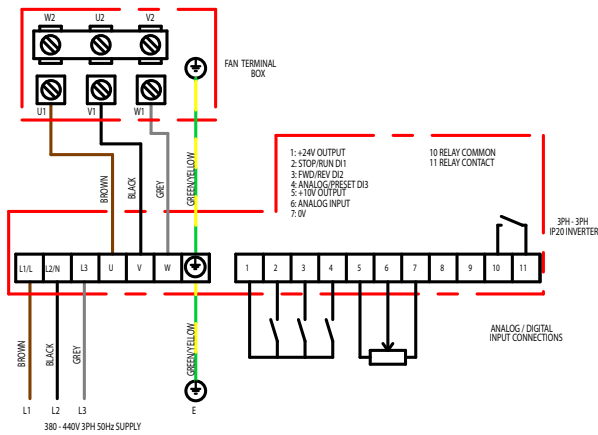 W2 U2 V2
FAN TERMINAL
BOX
U1 V1 W1
1: +24V OUTPUT
2: STOP/RUN DI1
3: FWD/REV DI2
4: ANALOG/PRESET DI3
5: +10V OUTPUT
6: ANALOG INPUT
7: 0V
10 RELAY COMMON
11 RELAY CONTACT
BROWN
BLACK
GREY
GREEN/YELLOW
3PH - 3PH
IP20 INVERTER
L1/L L2/N L3 U V W
1 2 3 4 5 6 7 8 9 10 11
ANALOG / DIGITAL
INPUT CONNECTIONS
BROWN
BLACK
GREY
GREEN/YELLOW
L1 L2 L3 E
380 - 440V 3PH 50Hz SUPPLY